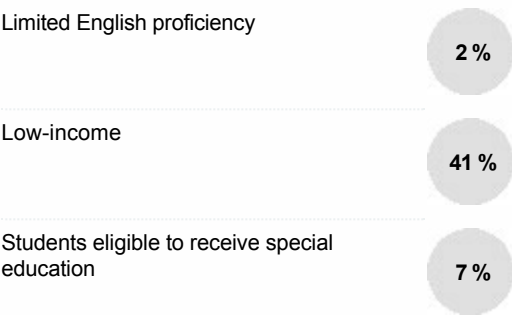 Limited English proficiency
2 %
Low-income
41 %
Students eligible to receive special
education
7 %